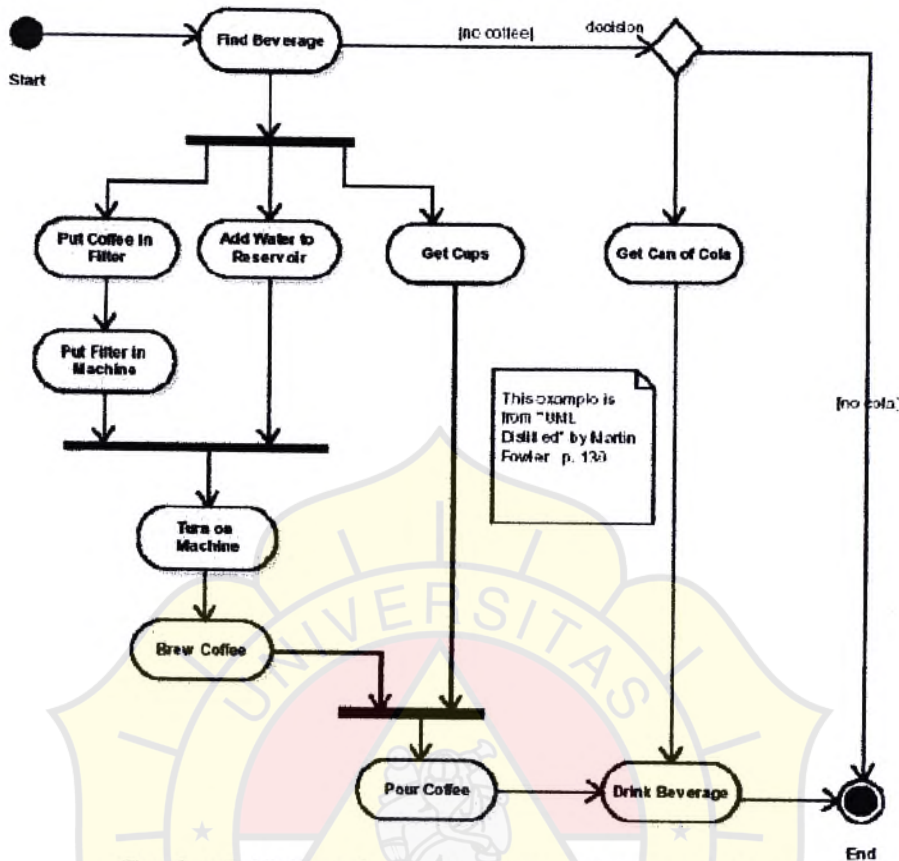 Find Beverage
[no coffee]
decision
Start
Put Coffee in
Filter
Add Water to
Reservoir
Get Cups
Get Can of Cola
Put Filter in
Machine
This example is
from "UML
Distilled" by Martin
Fowler p. 130
[no cola]
Turn on
Machine
Brew Coffee
UNIVERSITAS
Pour Coffee
Drink Beverage
End